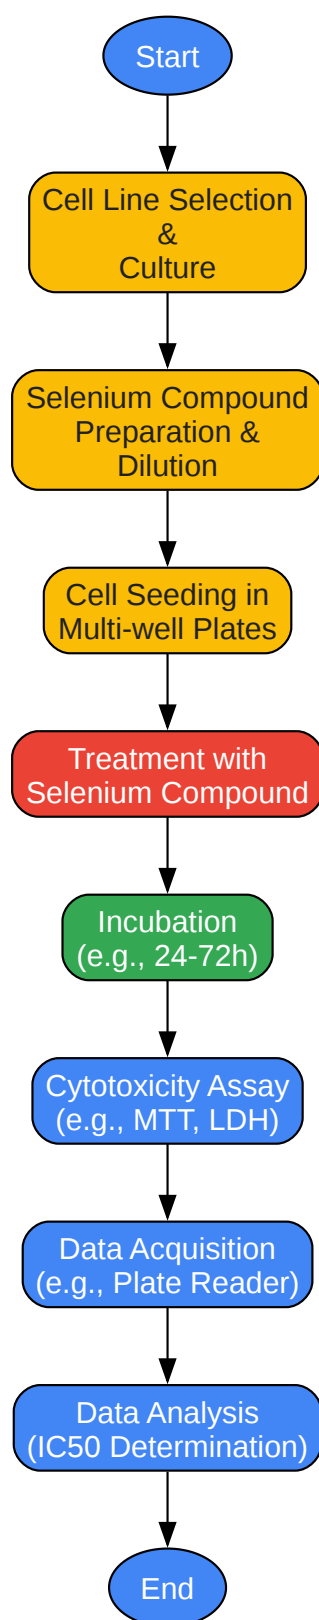 Start
Cell Line Selection
&
Culture
Selenium Compound
Preparation &
Dilution
Cell Seeding in
Multi-well Plates
Treatment with
Selenium Compound
Incubation
(e.g., 24-72h)
Cytotoxicity Assay
(e.g., MTT, LDH)
Data Acquisition
(e.g., Plate Reader)
Data Analysis
(IC50 Determination)
End